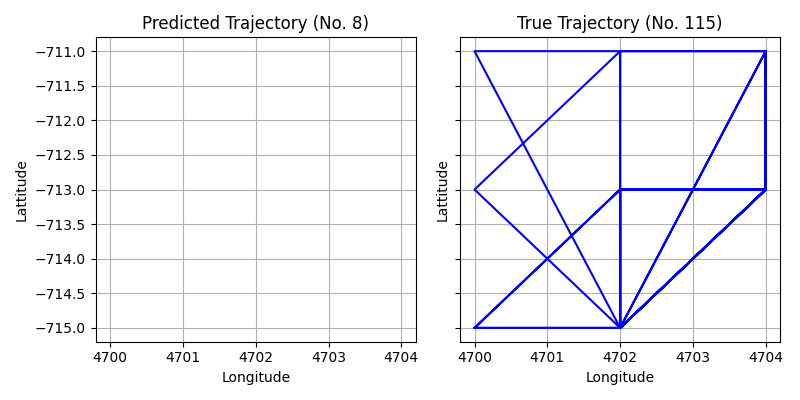 Predicted Trajectory (No. 8)
True Trajectory (No. 115)
−711.0
−711.5
−712.0
−712.5
−713.0
−713.5
−714.0
−714.5
−715.0
Lattitude
Lattitude
4700 4701 4702 4703 4704
4700 4701 4702 4703 4704
Longitude
Longitude